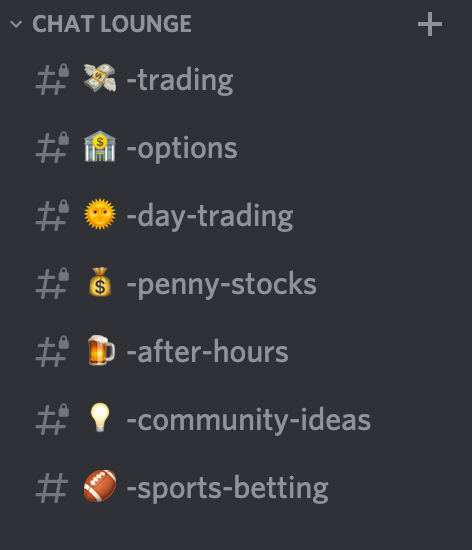 CHAT LOUNGE
💸 -trading
🏦 -options
🌞 -day-trading
💰 -penny-stocks
🍺 -after-hours
💡 -community-ideas
🏈 -sports-betting